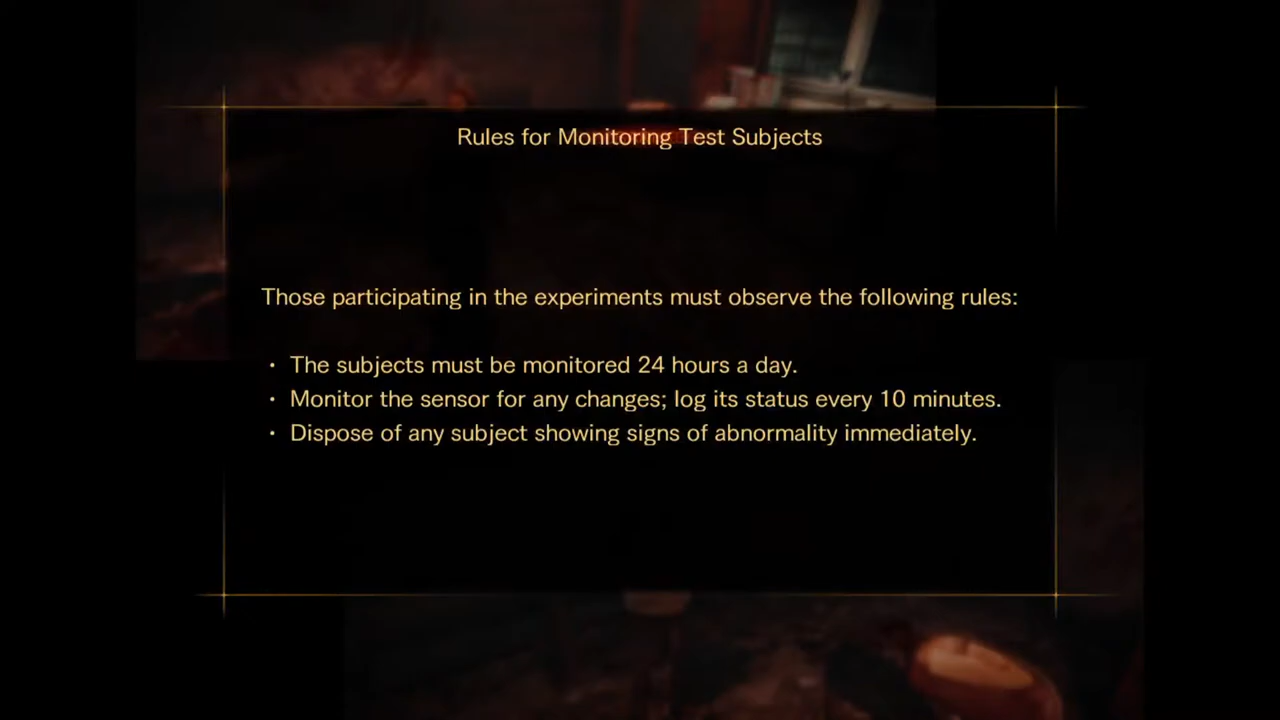 Rules for Monitoring Test Subjects
Those participating in the experiments must observe the following rules:
・ The subjects must be monitored 24 hours a day.
・ Monitor the sensor for any changes; log its status every 10 minutes.
・ Dispose of any subject showing signs of abnormality immediately.